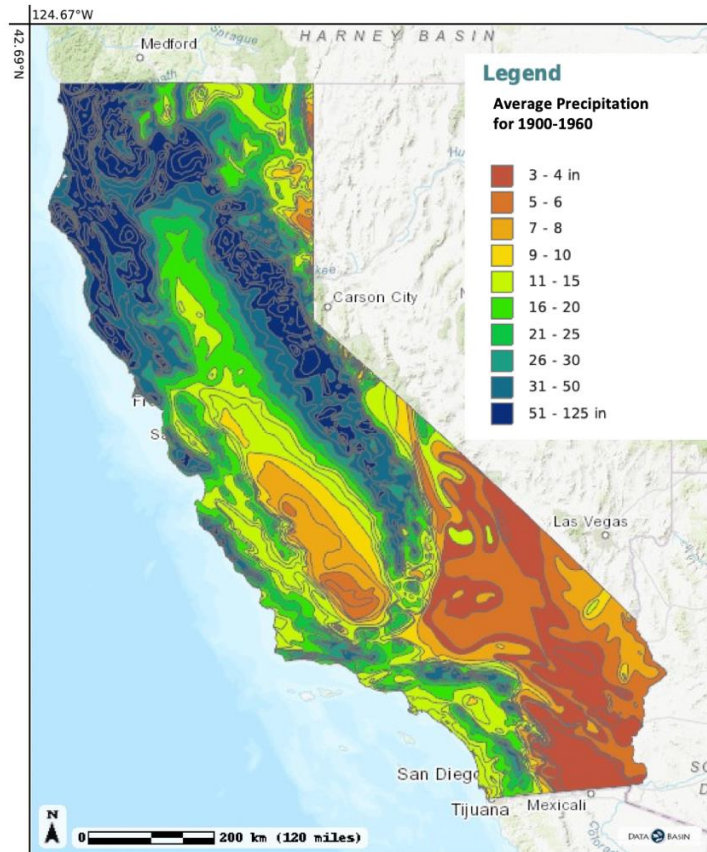 124.67°W
42.69°N
Medford
Sprague
HARNEY BASIN
Legend
Average Precipitation
for 1900-1960
3 - 4 in
5 - 6
7 - 8
9 - 10
11 - 15
16 - 20
21 - 25
26 - 30
31 - 50
51 - 125 in
Carson City
Las Vegas
San Diego
Tijuana
Mexicali
N
0
200 km (120 miles)
DATA BASIN